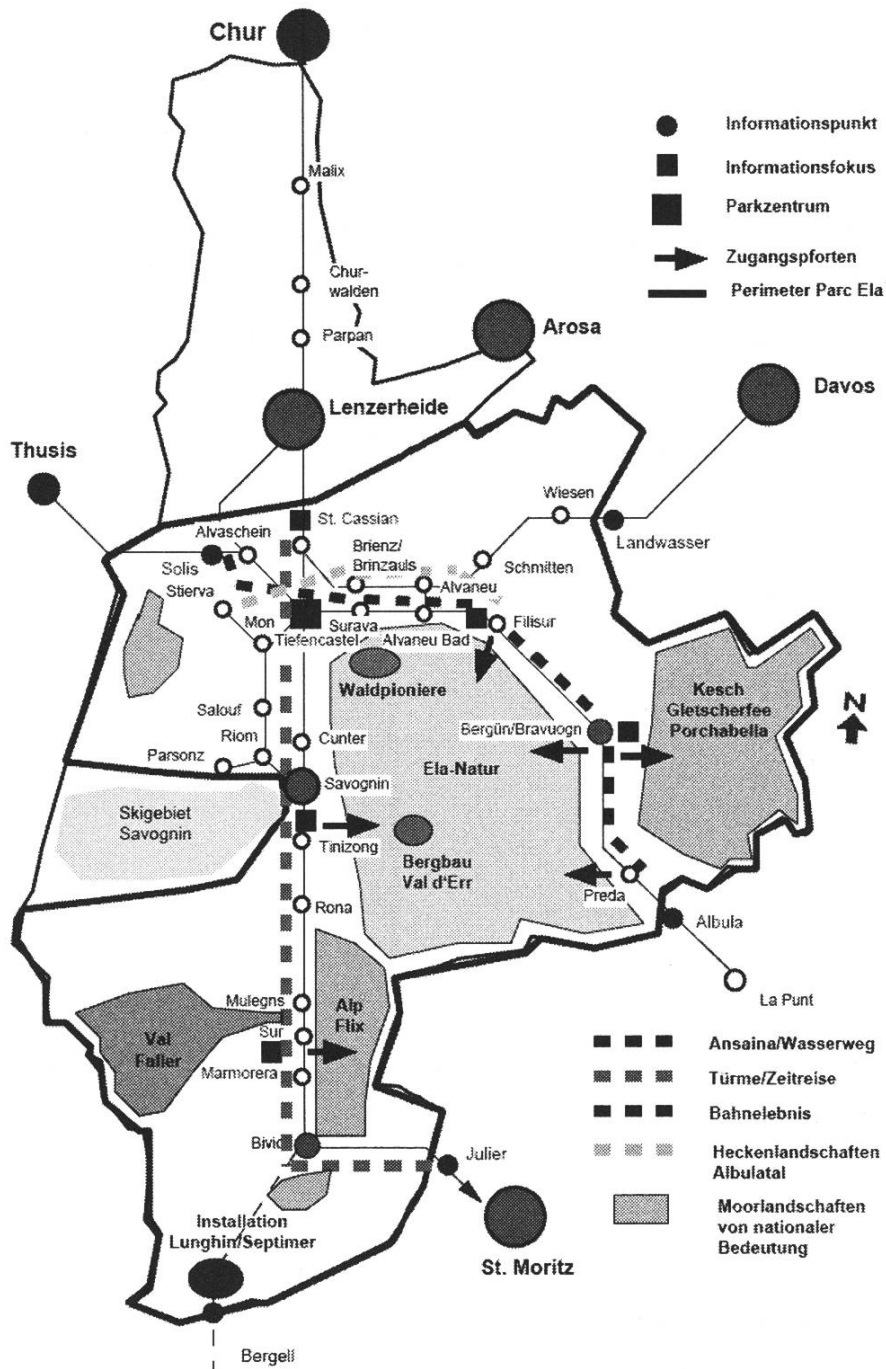 Chur
Informationspunkt
Informationsfokus
Malix
Parkzentrum
Zugangspforten
Chur-
walden
Perimeter Parc Ela
Parpan
Arosa
Lenzerheide
Davos
Thusis
Wiesen
St. Cassian
Alvaschein
Landwasser
Brienz/
Brinzauls
Schmitten
Solis
Alvaneu
Stierva
Mon
Surava
Filisur
Tiefencastel
Alvaneu Bad
Waldpioniere
Kesch
Gletscherfee
Porchabella
N
Salouf
Riom
Cunter
Bergün/Bravuogn
Parsonz
Ela-Natur
Savognin
Skigebiet
Savognin
Tinizong
Bergbau
Val d'Err
Preda
Rona
Albula
La Punt
Mulegns
Alp
Flix
Sur
Val
Faller
Marmorera
Ansaina/Wasserweg
Türme/Zeitreise
Bahnelebnis
Bivio
Julier
Heckenlandschaften
Albulatal
Moorlandschaften
von nationaler
Bedeutung
Installation
Lunghin/Septimer
St. Moritz
Bergell